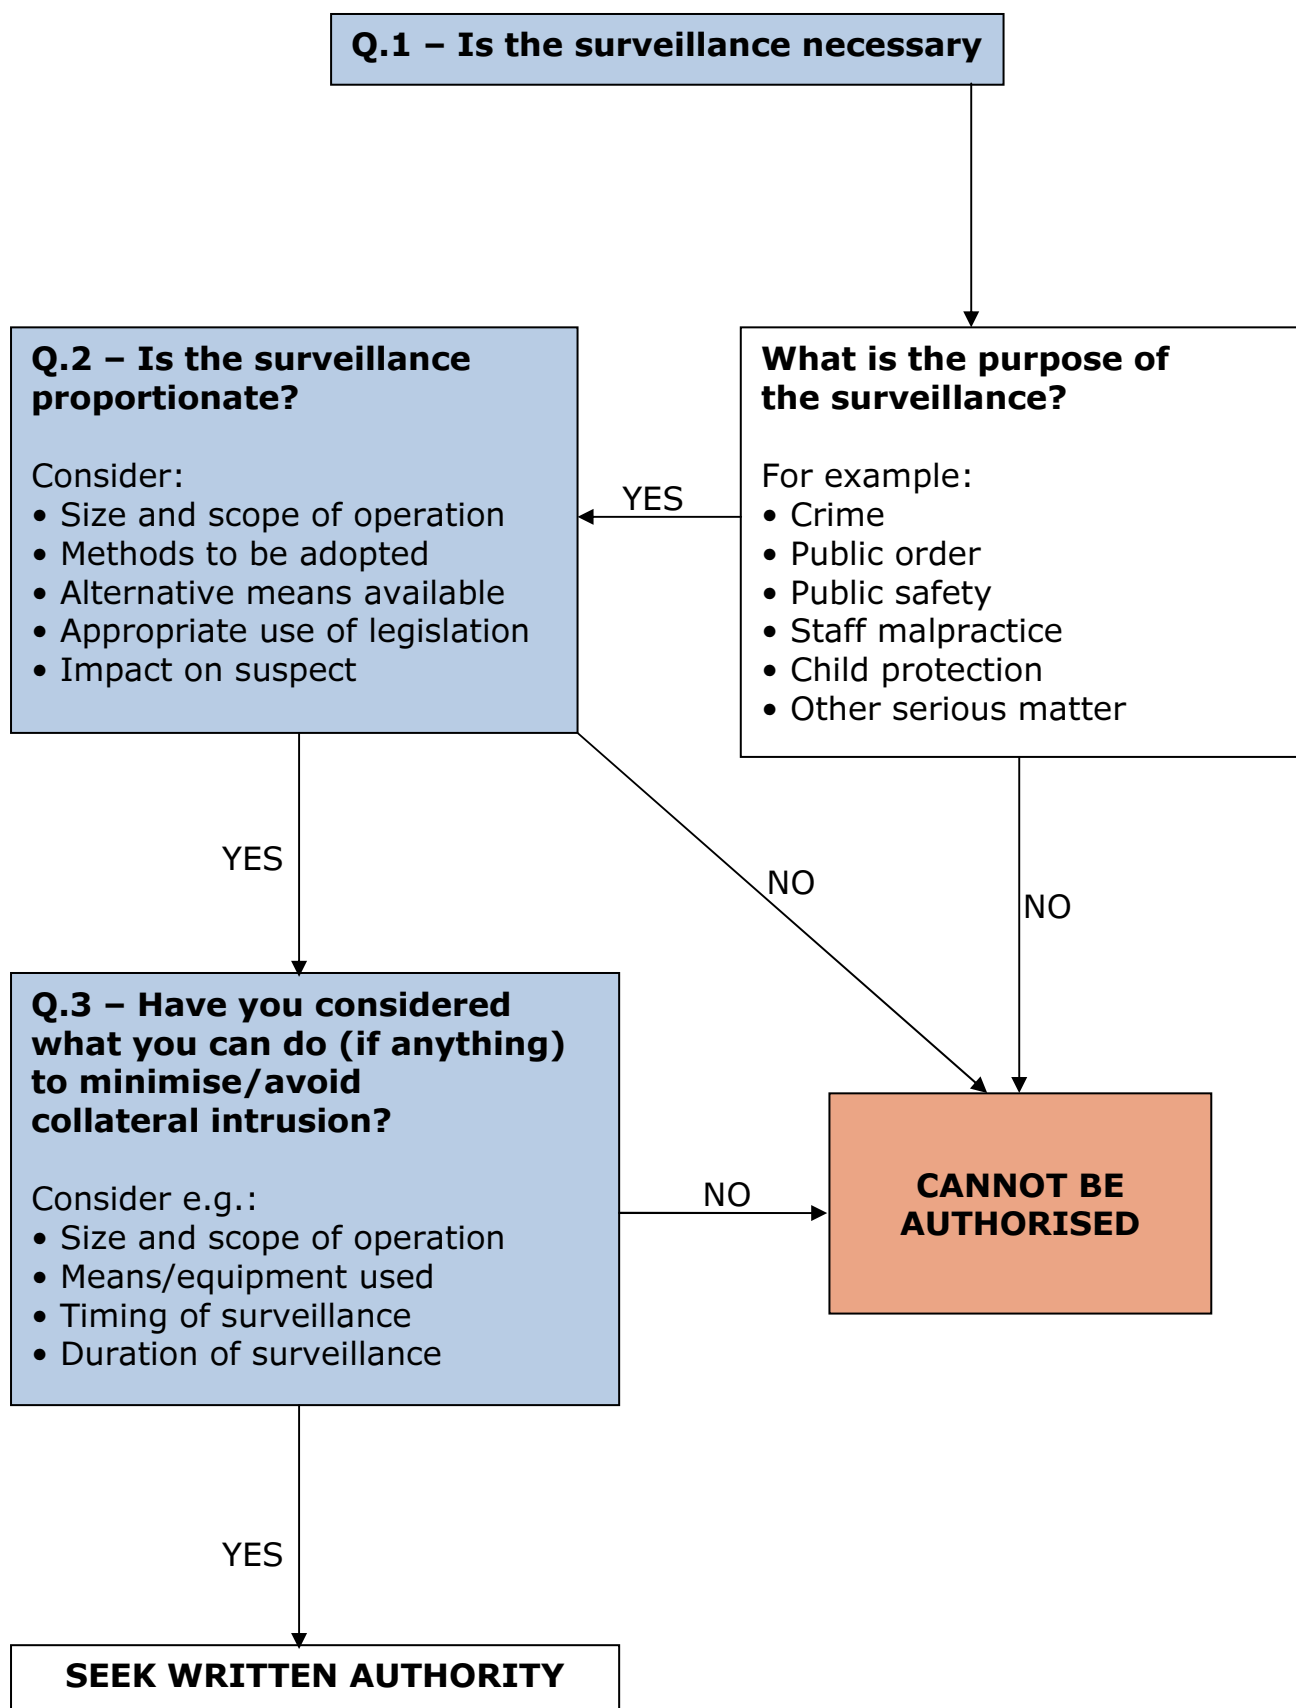 Q.1 – Is the surveillance necessary
What is the purpose of
the surveillance?
For example:
• Crime
• Public order
• Public safety
• Staff malpractice
• Child protection
• Other serious matter
YES
NO
Q.2 – Is the surveillance
proportionate?
Consider:
• Size and scope of operation
• Methods to be adopted
• Alternative means available
• Appropriate use of legislation
• Impact on suspect
YES
NO
Q.3 – Have you considered
what you can do (if anything)
to minimise/avoid
collateral intrusion?
Consider e.g.:
• Size and scope of operation
• Means/equipment used
• Timing of surveillance
• Duration of surveillance
NO
CANNOT BE
AUTHORISED
YES
SEEK WRITTEN AUTHORITY